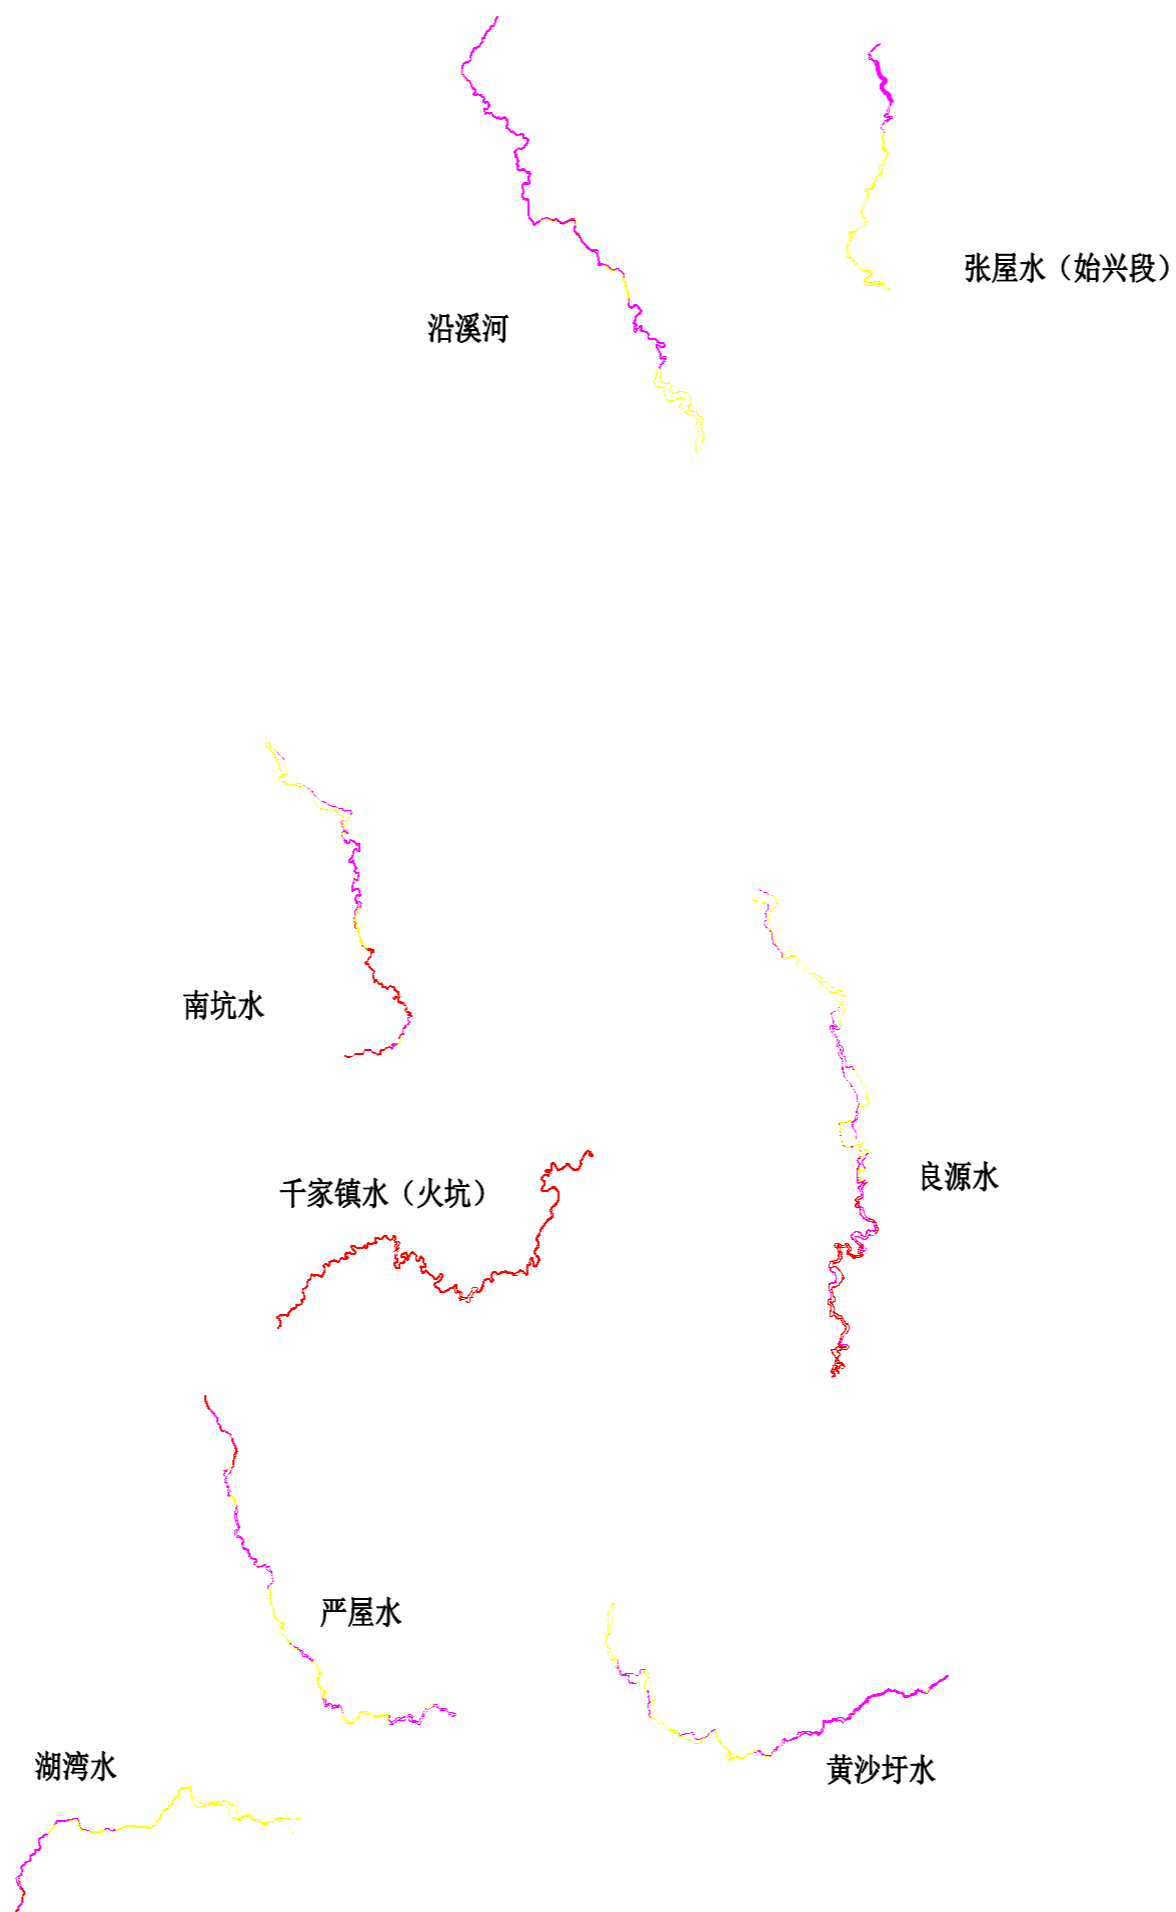 张屋水（始兴段）
沿溪河
南坑水
良源水
千家镇水（火坑）
严屋水
湖湾水
黄沙圩水